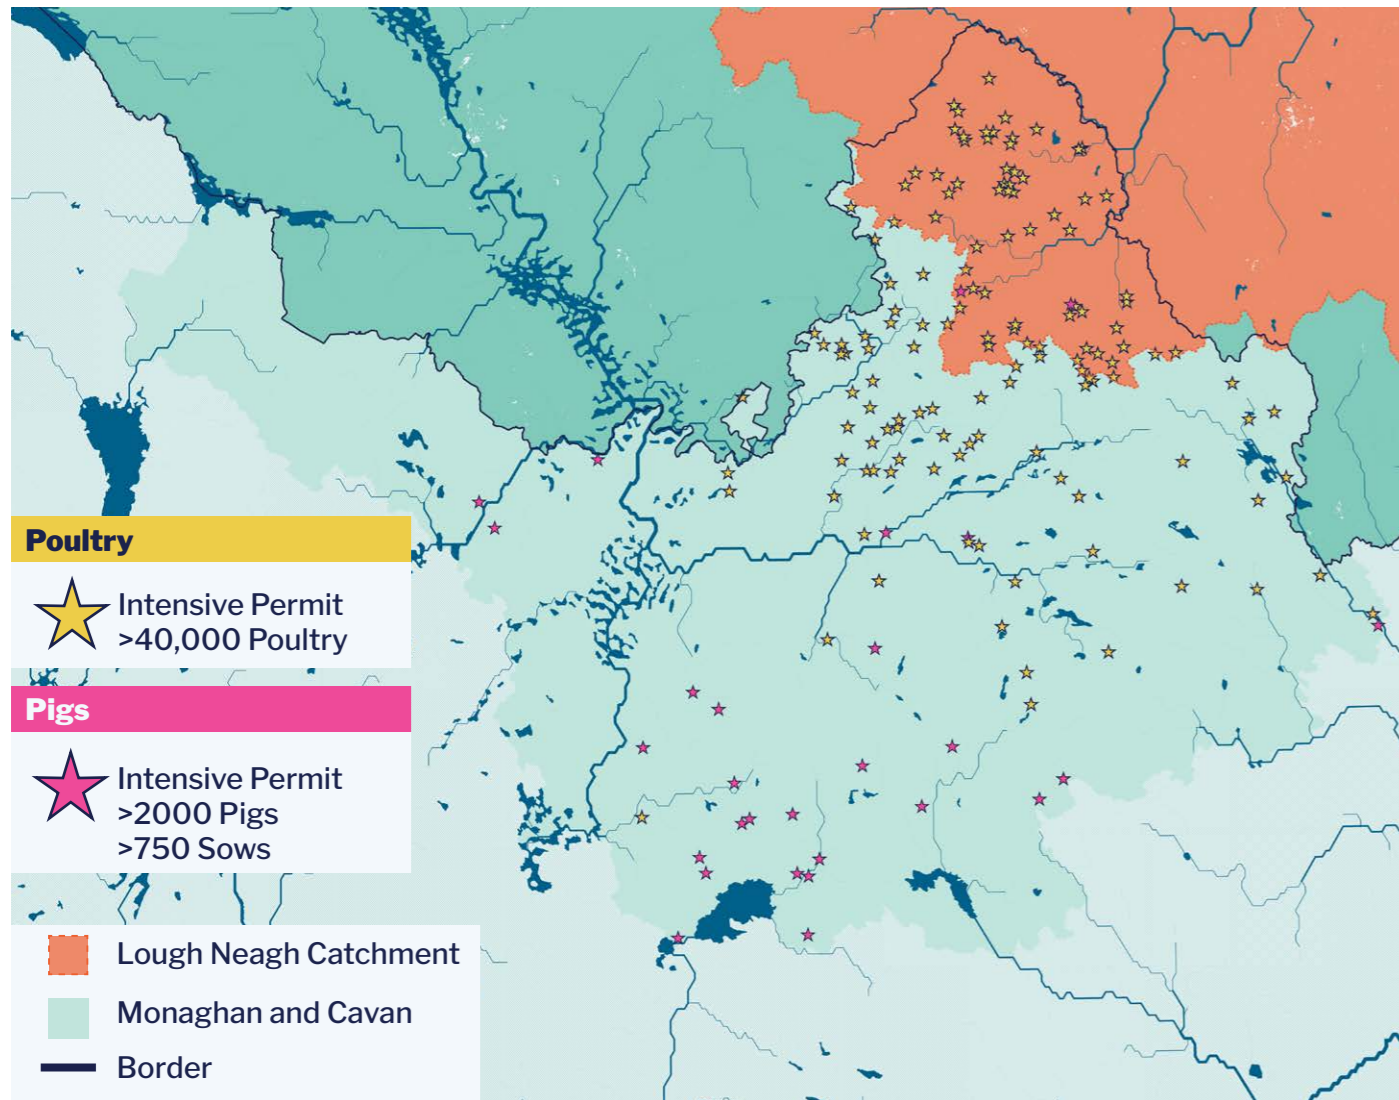 Poultry
Intensive Permit
>40,000 Poultry
Pigs
Intensive Permit
>2000 Pigs
>750 Sows
Lough Neagh Catchment
Monaghan and Cavan
Border